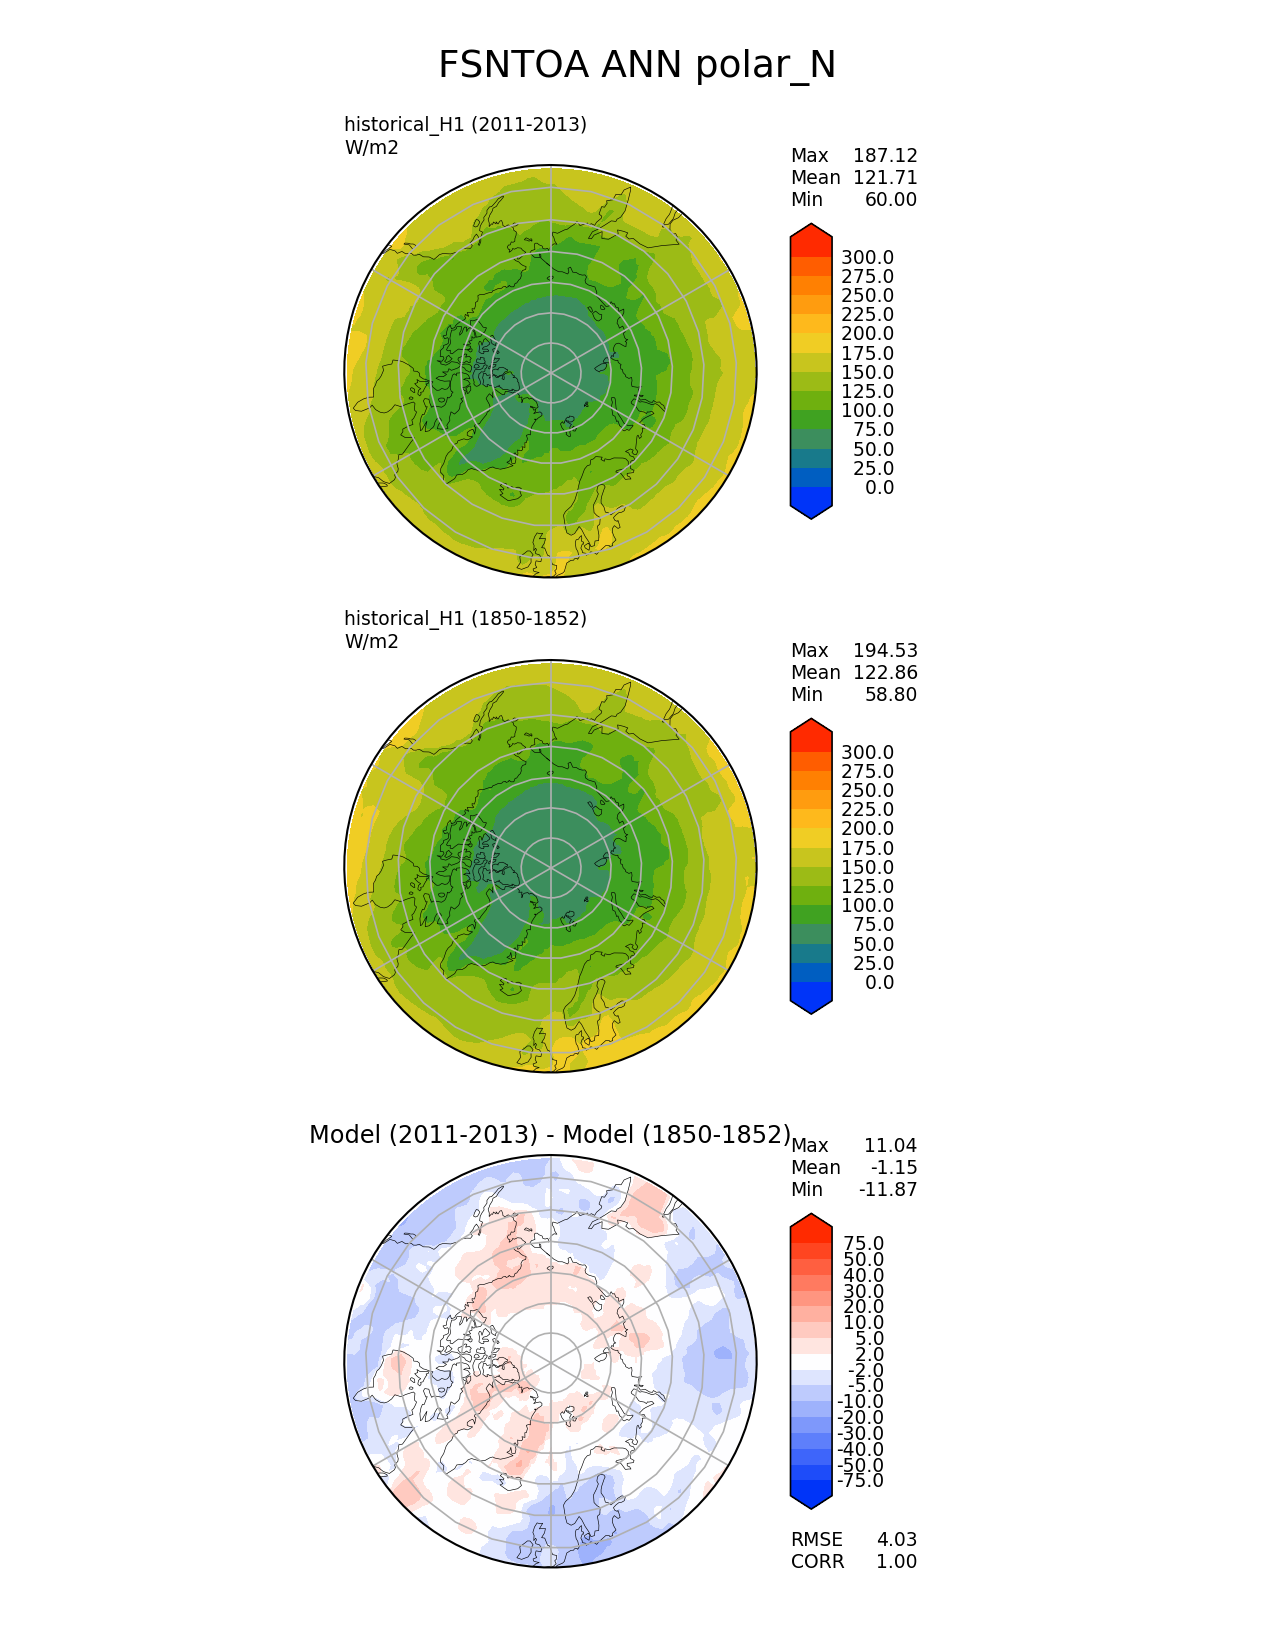 FSNTOA ANN polar_N
historical_H1 (2011-2013)
W/m2
Max 187.12
Mean 121.71
Min 60.00
300.0
275.0
250.0
225.0
200.0
175.0
150.0
125.0
100.0
75.0
50.0
25.0
0.0
historical_H1 (1850-1852)
W/m2
Max 194.53
Mean 122.86
Min 58.80
300.0
275.0
250.0
225.0
200.0
175.0
150.0
125.0
100.0
75.0
50.0
25.0
0.0
Model (2011-2013) - Model (1850-1852)
Max 11.04
Mean -1.15
Min -11.87
75.0
50.0
40.0
30.0
20.0
10.0
5.0
2.0
-2.0
-5.0
-10.0
-20.0
-30.0
-40.0
-50.0
-75.0
RMSE 4.03
CORR 1.00